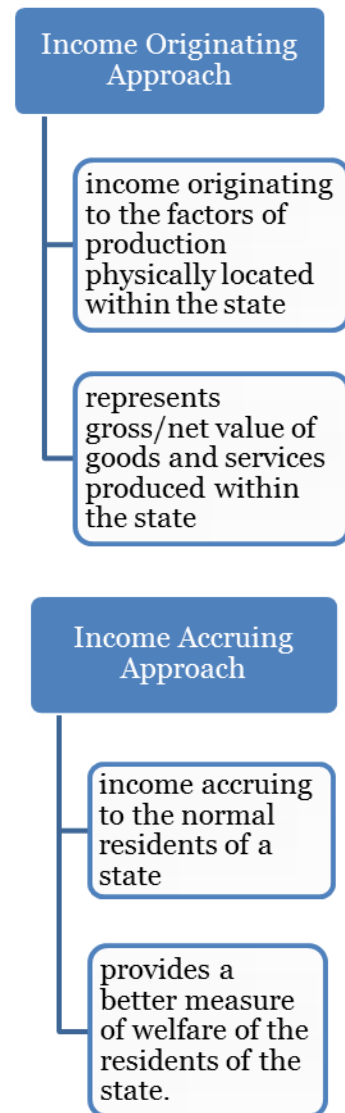 Income Originating
Approach
income originating
to the factors of
production
physically located
within the state
represents
gross/net value of
goods and services
produced within
the state
Income Accruing
Approach
income accruing
to the normal
residents of a
state
provides a
better measure
of welfare of the
residents of the
state.